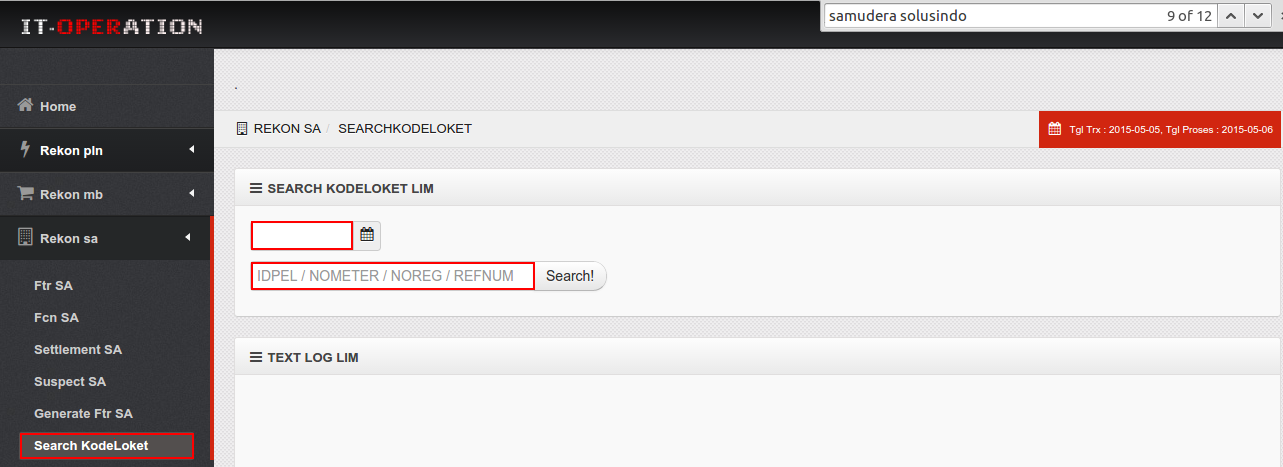 IT-OPERATION
samudera solusindo 9 of 12
.
Home
REKON SA / SEARCHKODELOKET
Tgl Trx : 2015-05-05, Tgl Proses : 2015-05-06
Rekon pln
Rekon mb
Rekon sa
Ftr SA
Fcn SA
Settlement SA
Suspect SA
Generate Ftr SA
Search KodeLoket
SEARCH KODELOKET LIM
IDPEL / NOMETER / NOREG / REFNUM Search!
TEXT LOG LIM